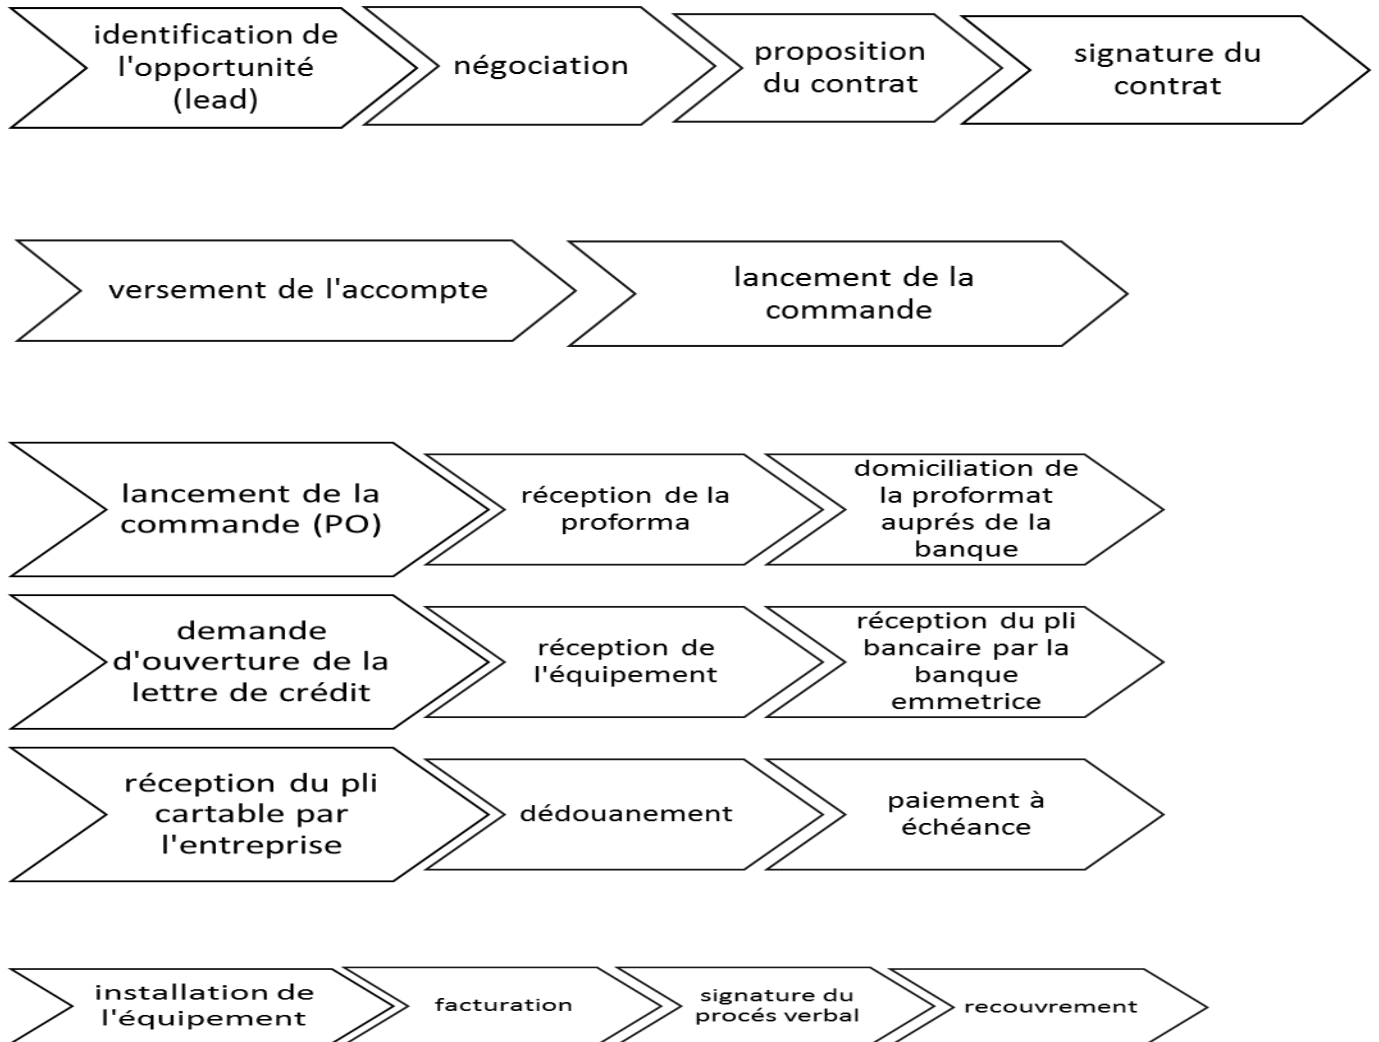 identification de
l'opportunité
(lead)
négociation
proposition
du contrat
signature du
contrat
versement de l'accompte
lancement de la
commande
lancement de la
commande (PO)
réception de la
proforma
domiciliation de
la proformat
auprés de la
banque
demande
d'ouverture de la
lettre de crédit
réception de
l'équipement
réception du pli
bancaire par la
banque
emmetrice
réception du pli
cartable par
l'entreprise
dédouanement
paiement à
échéance
installation de
l'équipement
facturation
signature du
procés verbal
recouvrement